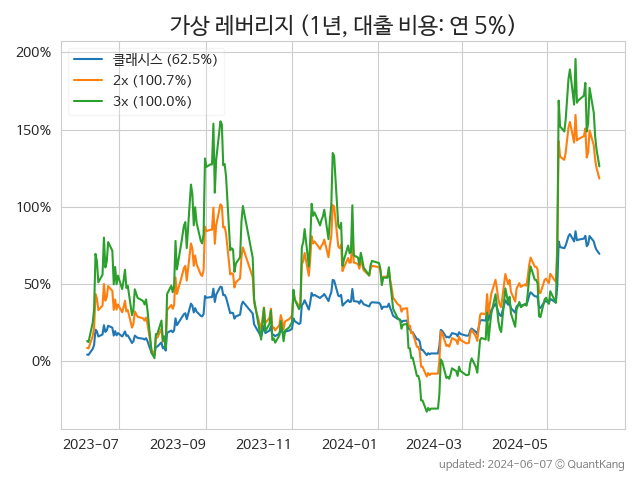 가상 레버리지 (1년, 대출 비용: 연 5%)
200%
150%
100%
50%
0%
클래시스 (62.5%)
2x (100.7%)
3x (100.0%)
2023-07
2023-09
2023-11
2024-01
2024-03
2024-05
updated: 2024-06-07 © QuantKang